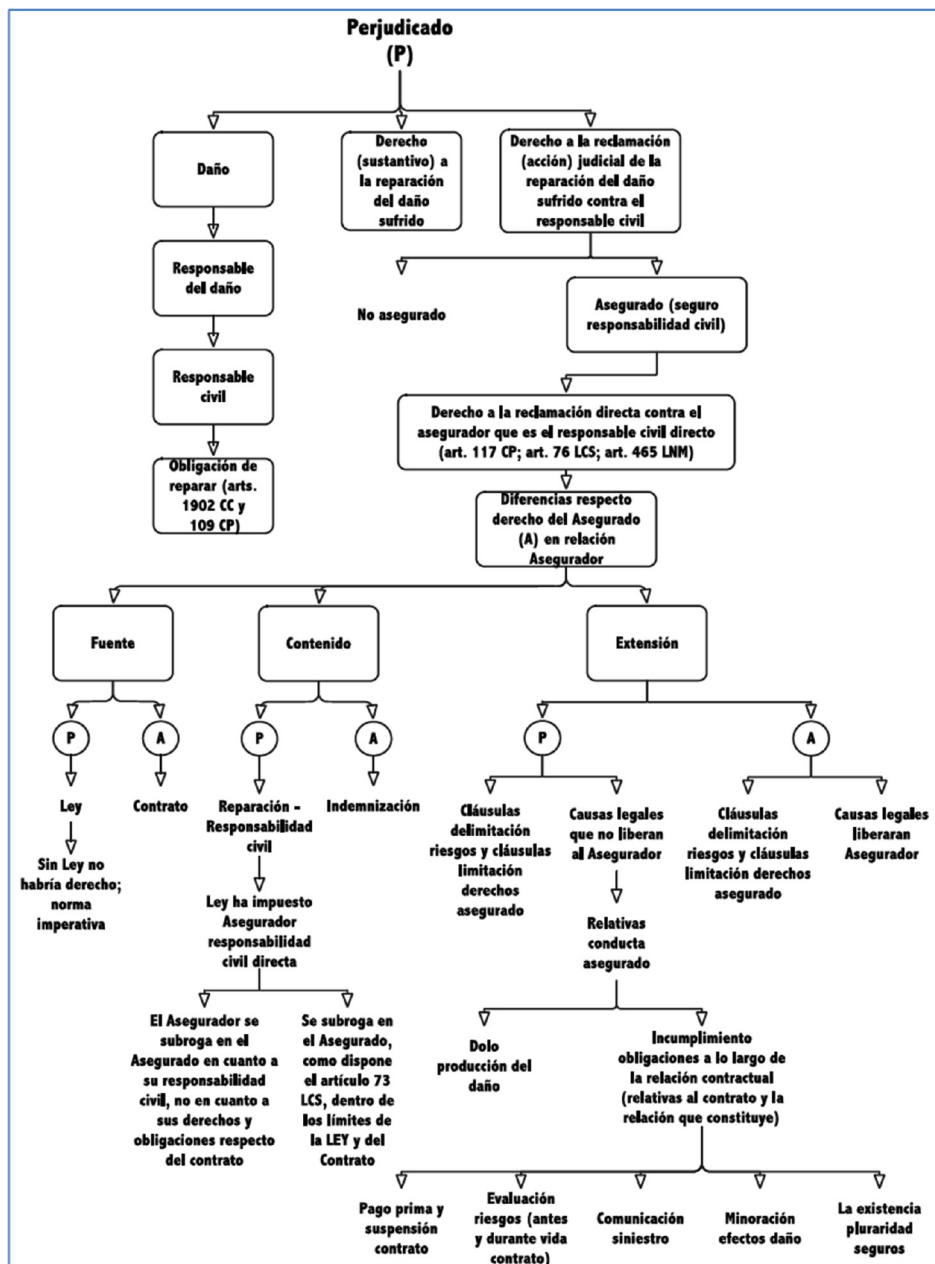 Perjudicado
(P)
Daño
Derecho
(sustantivo) a
la reparación
del daño
sufrido
Derecho a la reclamación
(acción) judicial de la
reparación del daño
sufrido contra el
responsable civil
Responsable
del daño
No asegurado
Asegurado (seguro
responsabilidad civil)
Responsable
civil
Derecho a la reclamación directa contra el
asegurador que es el responsable civil directo
(art. 117 CP; art. 76 LCS; art. 465 LNM)
Obligación de
reparar (arts.
1902 CC y
109 CP)
Diferencias respecto
derecho del Asegurado
(A) en relación
Asegurador
Fuente
Contenido
Extensión
P
A
P
A
P
A
Ley
Contrato
Reparación –
Responsabilidad
civil
Indemnización
Cláusulas
delimitación
riesgos y cláusulas
limitación
derechos
asegurado
Causas legales
que no liberan
al Asegurador
Cláusulas
delimitación
riesgos y cláusulas
limitación derechos
asegurado
Causas legales
liberaran
Asegurador
Sin Ley no
habría derecho;
norma
imperativa
Ley ha impuesto
Asegurador
responsabilidad
civil directa
Relativas
conducta
asegurado
El Asegurador se
subroga en el
Asegurado en cuanto a
su responsabilidad
civil, no en cuanto a
sus derechos y
obligaciones respecto
del contrato
Se subroga en
el Asegurado,
como dispone
el artículo 73
LCS, dentro de
los límites de
la LEY y del
Contrato
Dolo
producción del
daño
Incumplimiento
obligaciones a lo largo de
la relación contractual
(relativas al contrato y la
relación que constituye)
Pago prima y
suspensión
contrato
Evaluación
riesgos (antes
y durante vida
contrato)
Comunicación
siniestro
Minoración
efectos daño
La existencia
pluraridad
seguros